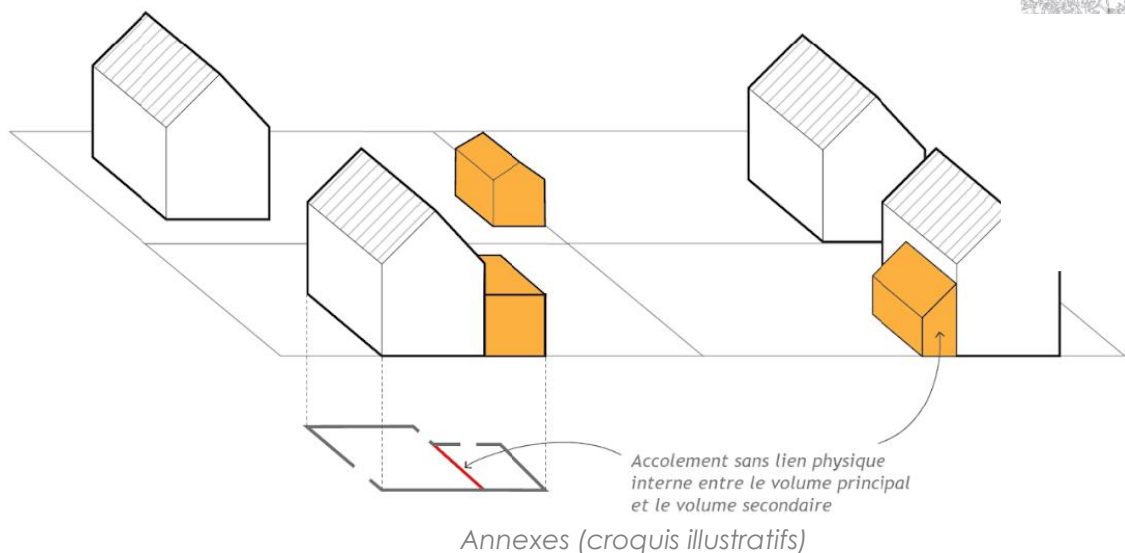 Accolement sans lien physique
interne entre le volume principal
et le volume secondaire
Annexes (croquis illustratifs)